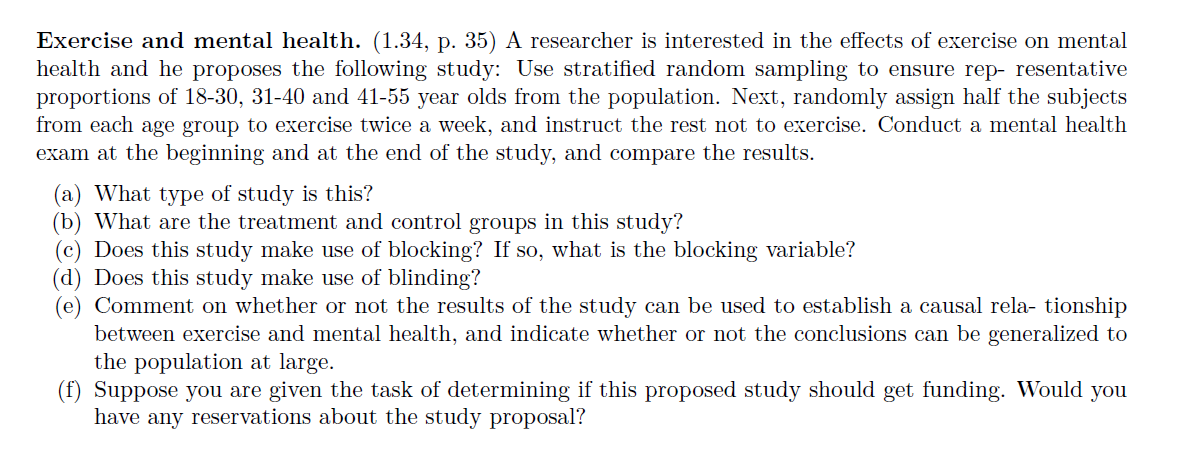 Exercise and mental health. (1.34, p. 35) A researcher is interested in the effects of exercise on mental
health and he proposes the following study: Use stratified random sampling to ensure rep- resentative
proportions of 18-30, 31-40 and 41-55 year olds from the population. Next, randomly assign half the subjects
from each age group to exercise twice a week, and instruct the rest not to exercise. Conduct a mental health
exam at the beginning and at the end of the study, and compare the results.
(a) What type of study is this?
(b) What are the treatment and control groups in this study?
(c) Does this study make use of blocking? If so, what is the blocking variable?
(d) Does this study make use of blinding?
(e) Comment on whether or not the results of the study can be used to establish a causal rela- tionship
between exercise and mental health, and indicate whether or not the conclusions can be generalized to
the population at large.
(f) Suppose you are given the task of determining if this proposed study should get funding. Would you
have any reservations about the study proposal?